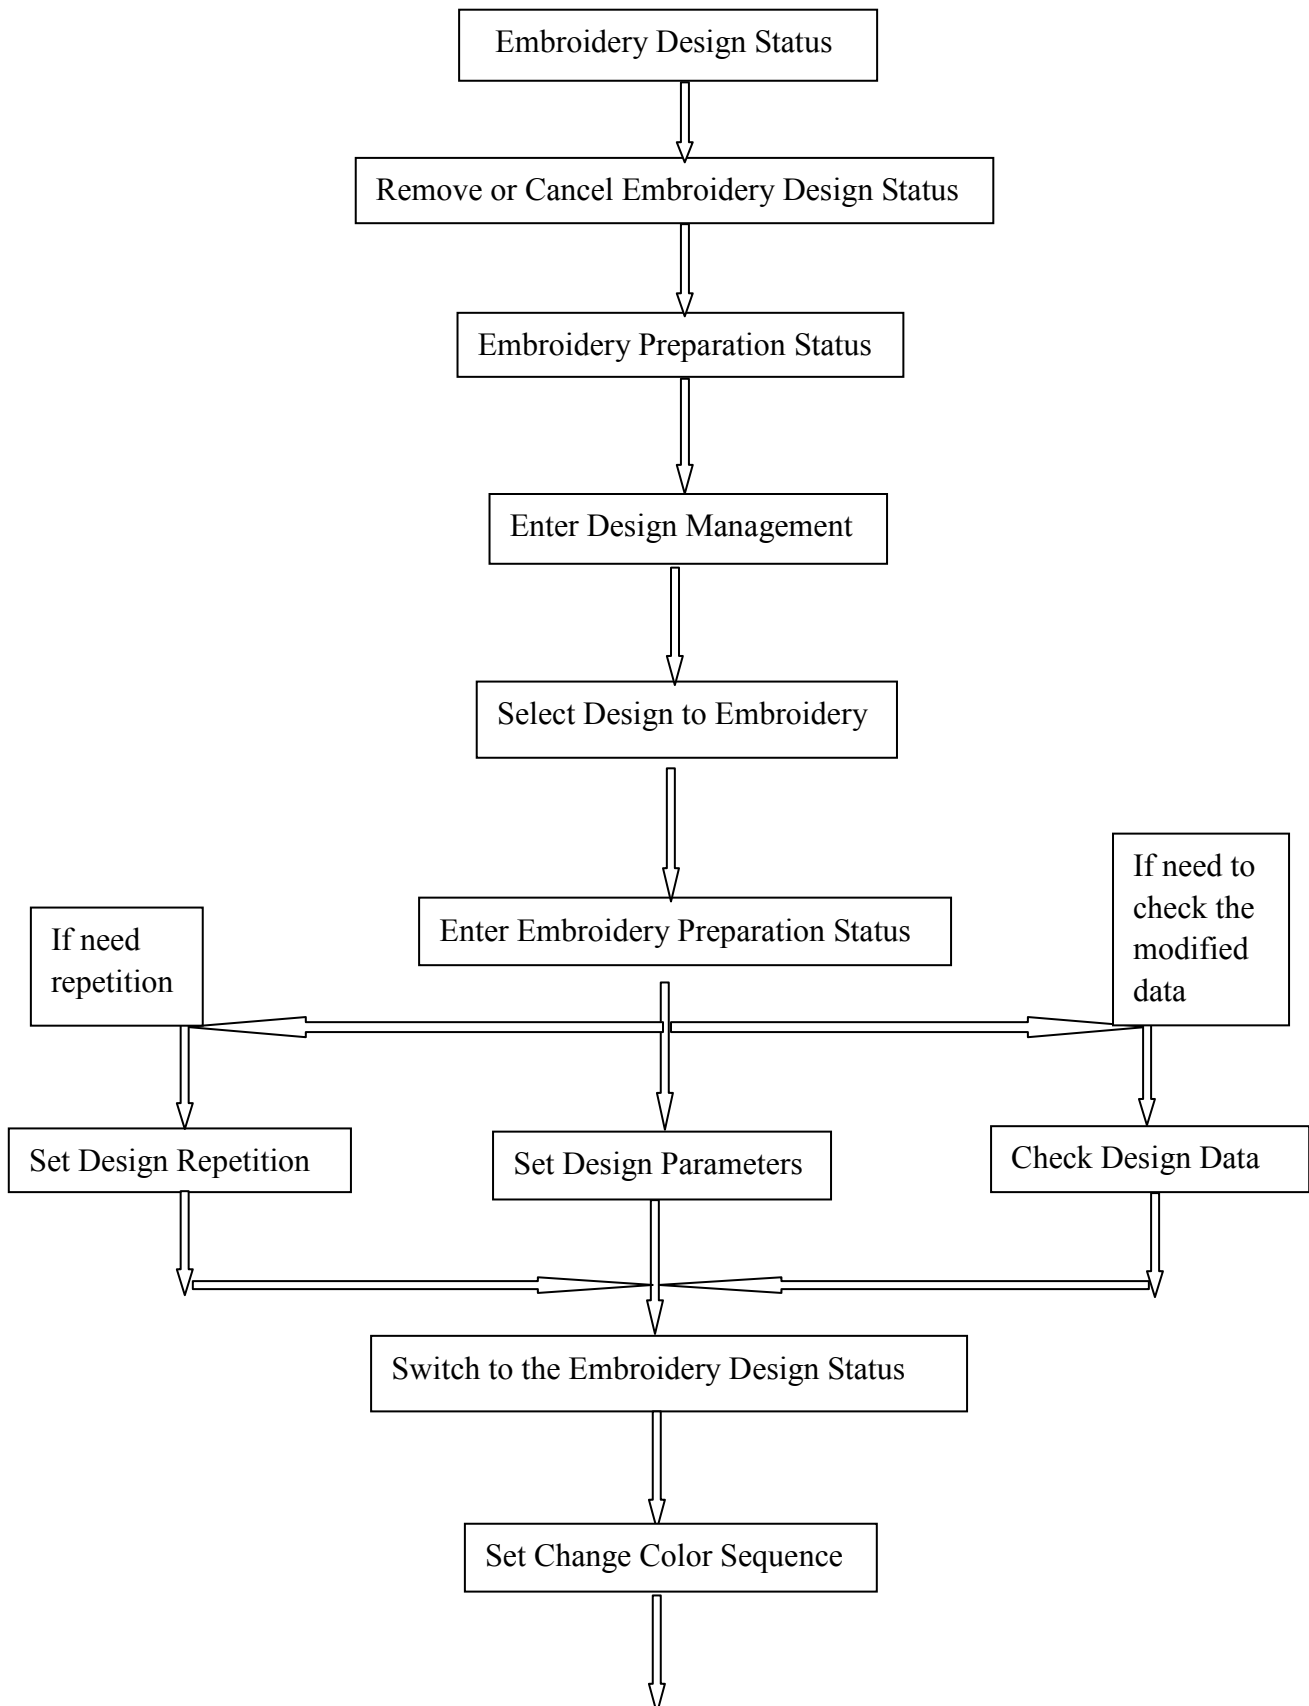 Embroidery Design Status
Remove or Cancel Embroidery Design Status
Embroidery Preparation Status
Enter Design Management
Select Design to Embroidery
If need to
check the
modified
data
If need
repetition
Enter Embroidery Preparation Status
Set Design Repetition
Set Design Parameters
Check Design Data
Switch to the Embroidery Design Status
Set Change Color Sequence